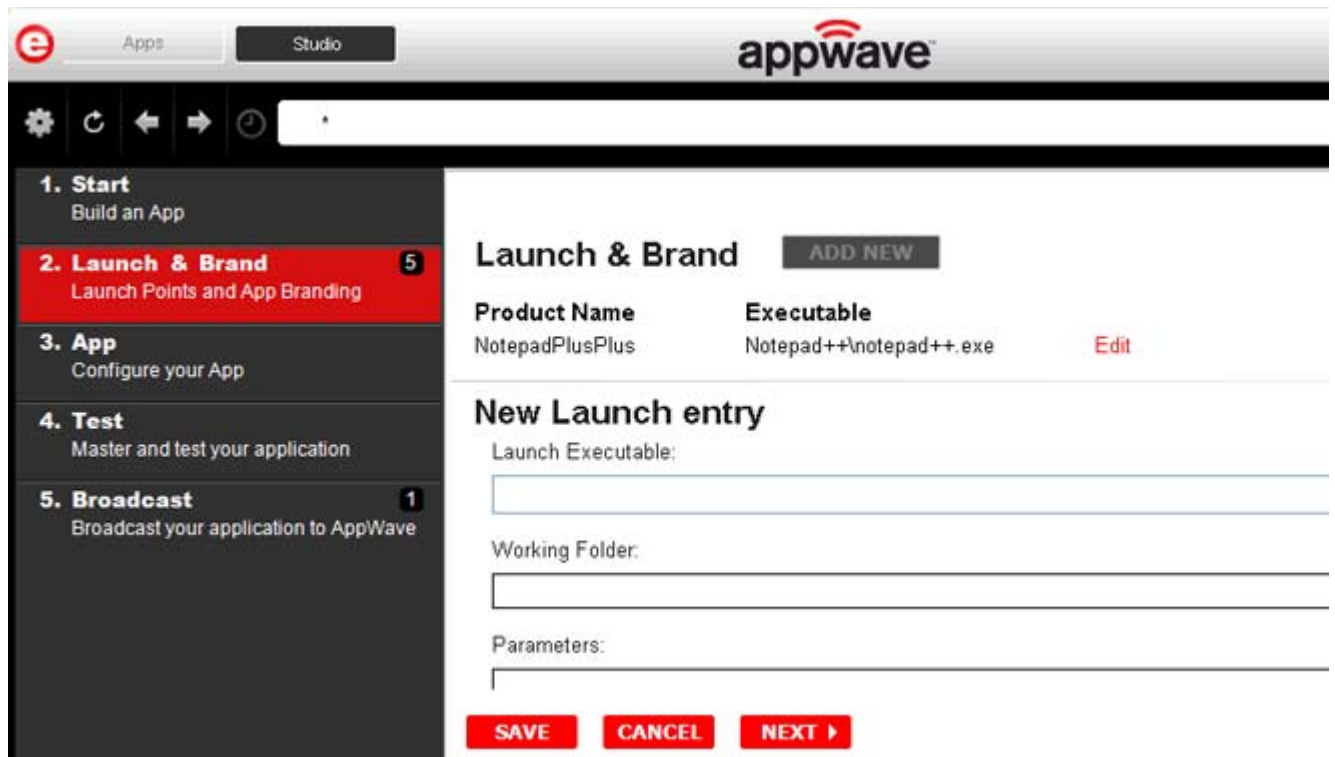 e Apps Studio appwave™
*
1. Start
Build an App
2. Launch & Brand 5
Launch Points and App Branding
3. App
Configure your App
4. Test
Master and test your application
5. Broadcast 1
Broadcast your application to AppWave
Launch & Brand ADD NEW
Product Name Executable
NotepadPlusPlus Notepad++\notepad++.exe Edit
New Launch entry
Launch Executable:
Working Folder:
Parameters:
SAVE CANCEL NEXT